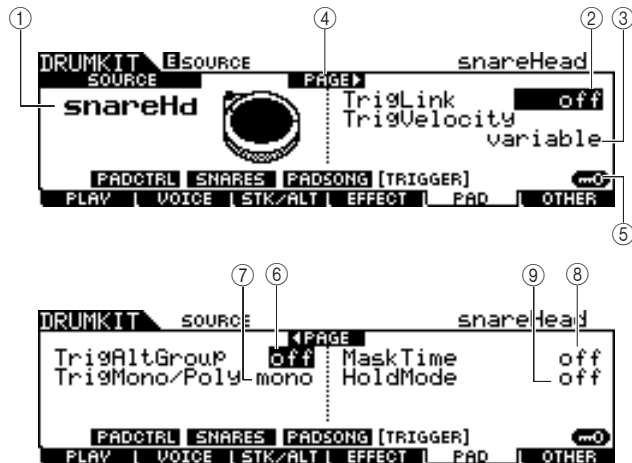 ① ④ ② ③
DRUMKIT E SOURCE snareHead
SOURCE PAGE▶
snareHd TrigLink off
TrigVelocity
variable
PADCTRL SNARES PADSONG [TRIGGER]
PLAY VOICE STK/ALT EFFECT PAD OTHER
⑤
⑦ ⑥ ⑨ ⑧
DRUMKIT SOURCE snareHead
◀PAGE
TrigAltGroup off MaskTime off
TrigMono/Poly mono HoldMode off
PADCTRL SNARES PADSONG [TRIGGER]
PLAY VOICE STK/ALT EFFECT PAD OTHER